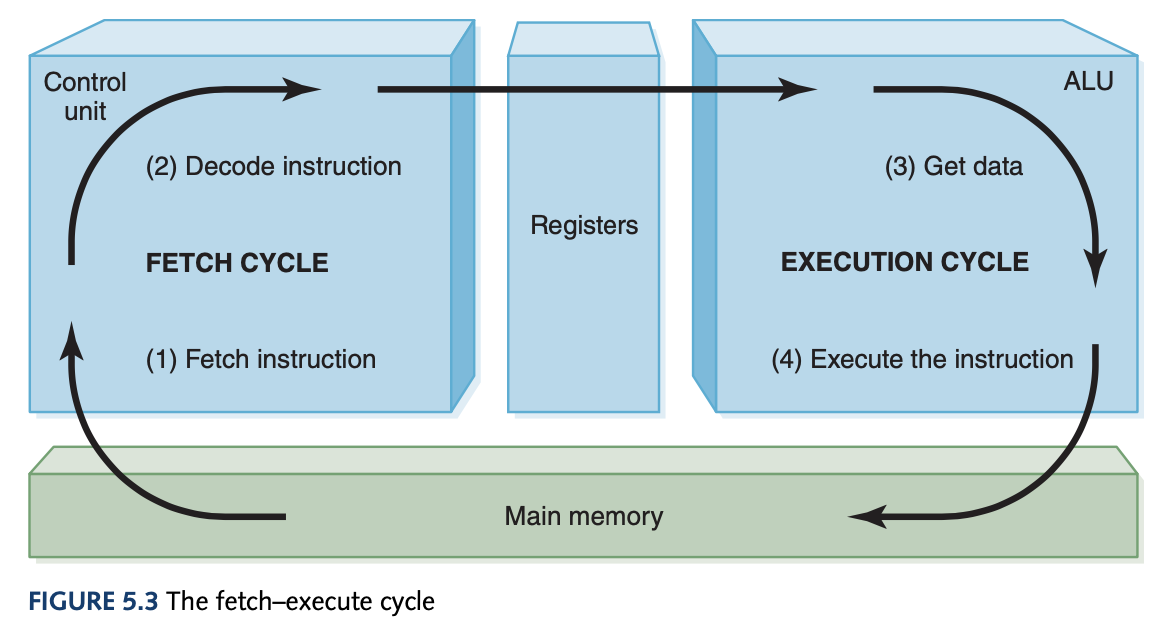 Control
unit
ALU
(2) Decode instruction
(3) Get data
Registers
FETCH CYCLE
EXECUTION CYCLE
(1) Fetch instruction
(4) Execute the instruction
Main memory
FIGURE 5.3 The fetch–execute cycle